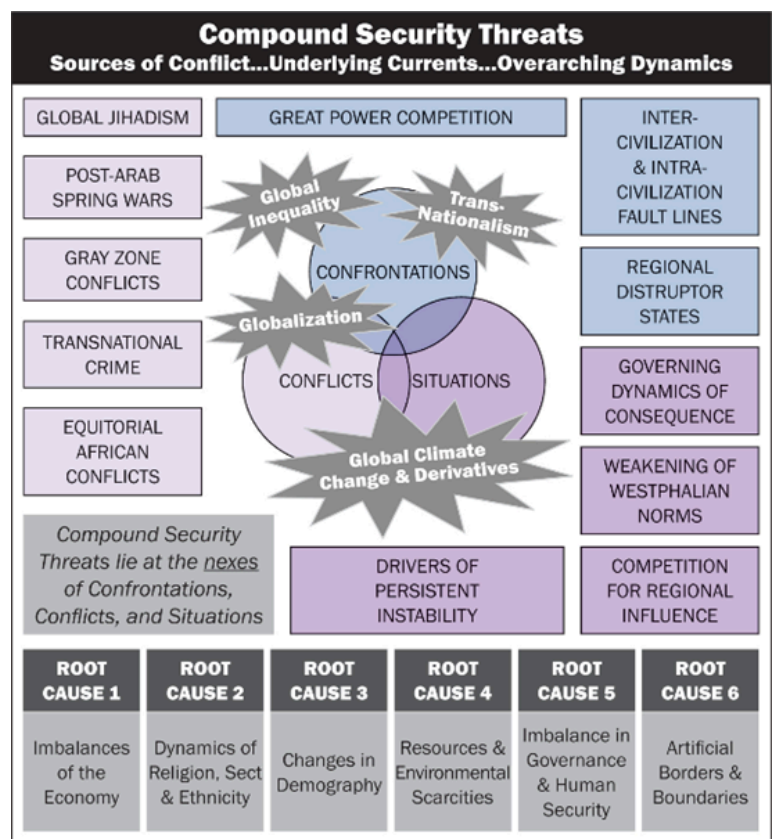 Compound Security Threats
Sources of Conflict...Underlying Currents...Overarching Dynamics
GLOBAL JIHADISM
GREAT POWER COMPETITION
INTER-
CIVILIZATION
& INTRA-
CIVILIZATION
FAULT LINES
POST-ARAB
SPRING WARS
Global
Inequality
Trans-
Nationalism
GRAY ZONE
CONFLICTS
CONFRONTATIONS
REGIONAL
DISTRUPTOR
STATES
Globalization
TRANSNATIONAL
CRIME
CONFLICTS
SITUATIONS
GOVERNING
DYNAMICS OF
CONSEQUENCE
EQUITORIAL
AFRICAN
CONFLICTS
Global Climate
Change & Derivatives
WEAKENING OF
WESTPHALIAN
NORMS
Compound Security
Threats lie at the nexes
of Confrontations,
Conflicts, and Situations
DRIVERS OF
PERSISTENT
INSTABILITY
COMPETITION
FOR REGIONAL
INFLUENCE
ROOT
CAUSE 1
Imbalances
of the
Economy
ROOT
CAUSE 2
Dynamics of
Religion, Sect
& Ethnicity
ROOT
CAUSE 3
Changes in
Demography
ROOT
CAUSE 4
Resources &
Environmental
Scarcities
ROOT
CAUSE 5
Imbalance in
Governance
& Human
Security
ROOT
CAUSE 6
Artificial
Borders &
Boundaries